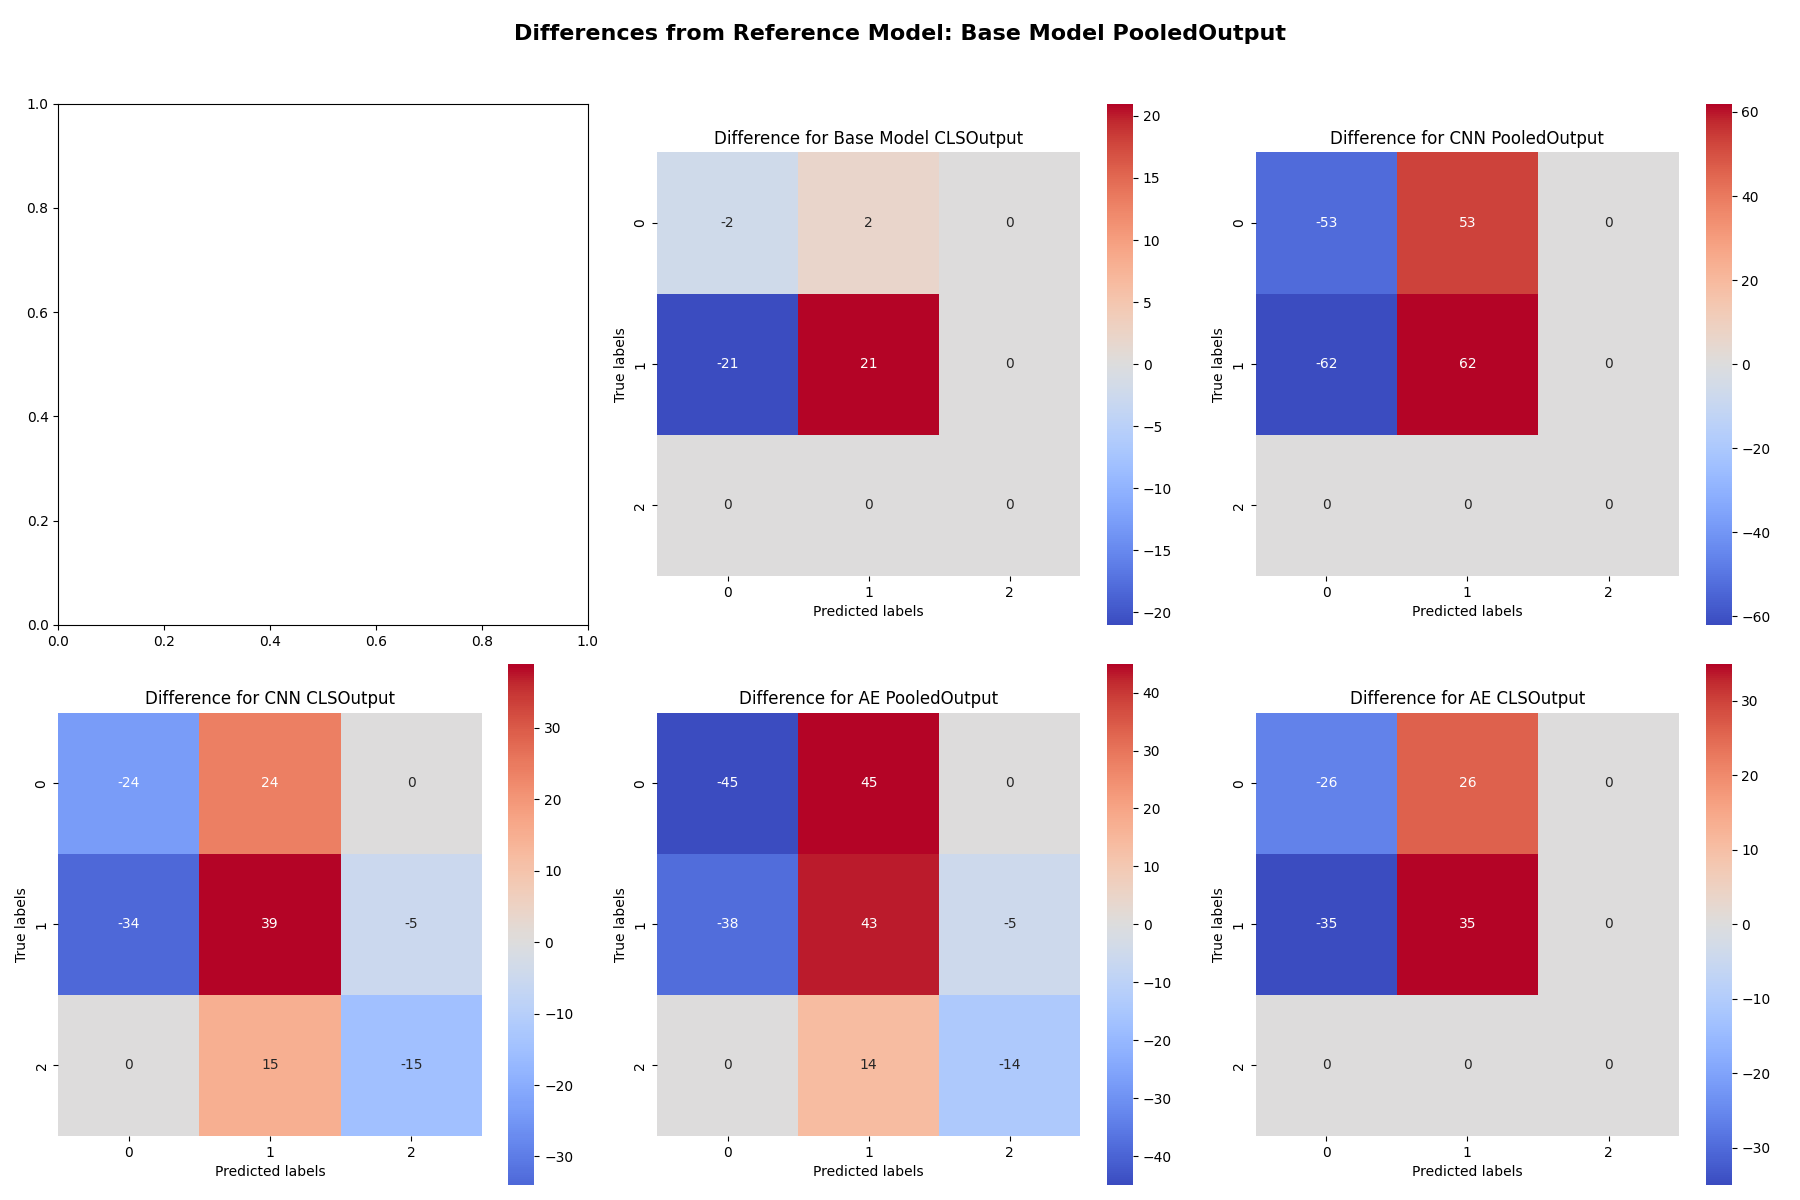 Differences from Reference Model: Base Model PooledOutput
1.0
0.8
0.6
0.4
0.2
0.0
0.0 0.2 0.4 0.6 0.8 1.0
Difference for Base Model CLSOutput
True labels
0 -2 2 0
1 -21 21 0
2 0 0 0
0 1 2
Predicted labels
20
15
10
5
0
−5
−10
−15
−20
Difference for CNN PooledOutput
True labels
0 -53 53 0
1 -62 62 0
2 0 0 0
0 1 2
Predicted labels
60
40
20
0
−20
−40
−60
Difference for CNN CLSOutput
True labels
0 -24 24 0
1 -34 39 -5
2 0 15 -15
0 1 2
Predicted labels
30
20
10
0
−10
−20
−30
Difference for AE PooledOutput
True labels
0 -45 45 0
1 -38 43 -5
2 0 14 -14
0 1 2
Predicted labels
40
30
20
10
0
−10
−20
−30
−40
Difference for AE CLSOutput
True labels
0 -26 26 0
1 -35 35 0
2 0 0 0
0 1 2
Predicted labels
30
20
10
0
−10
−20
−30